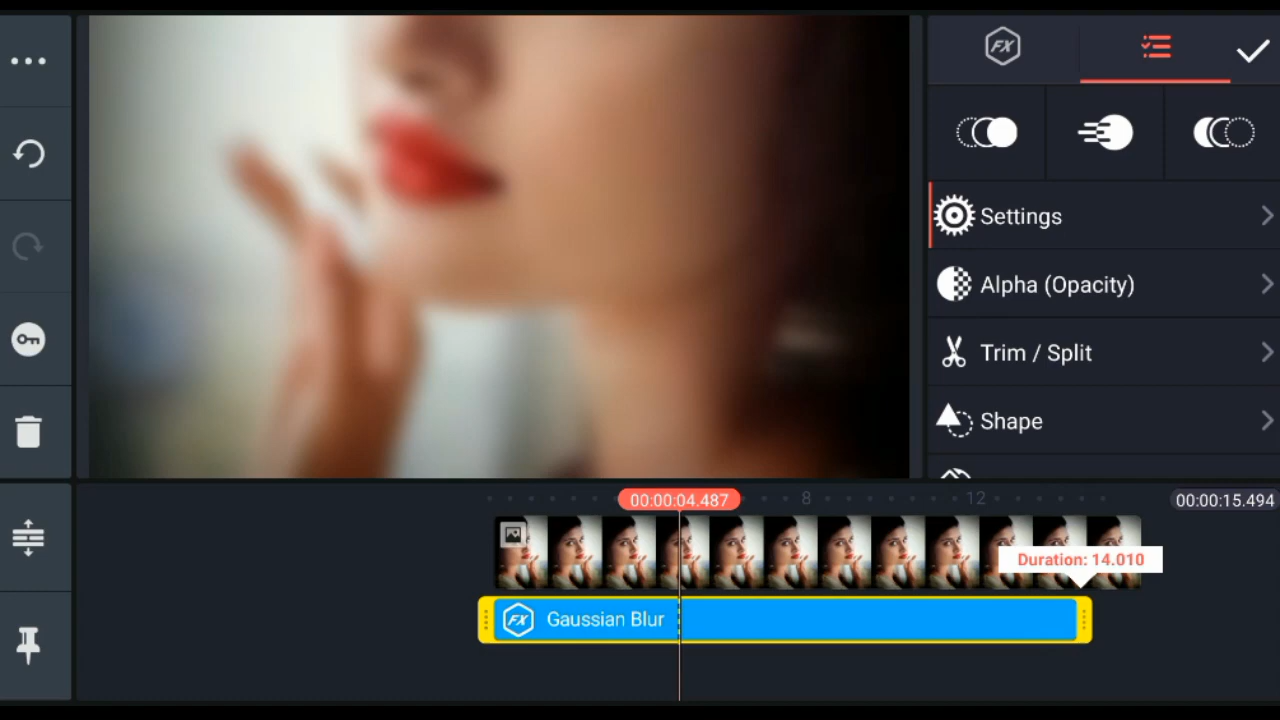 FX
Settings
Alpha (Opacity)
Trim / Split
Shape
00:00:04.487
8
12
00:00:15.494
Duration: 14.010
FX
Gaussian Blur